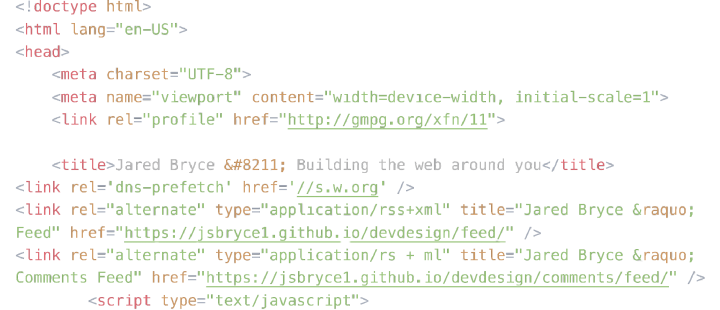 <!doctype html>
<html lang="en-US">
<head>
<meta charset="UTF-8">
<meta name="viewport" content="width=device-width, initial-scale=1">
<link rel="profile" href="http://gmpg.org/xfn/11">
<title>Jared Bryce &#8211; Building the web around you</title>
<link rel='dns-prefetch' href='//s.w.org' />
<link rel="alternate" type="application/rss+xml" title="Jared Bryce &raquo;
Feed" href="https://jsbryce1.github.io/devdesign/feed/" />
<link rel="alternate" type="application/rs + ml" title="Jared Bryce &raquo;
Comments Feed" href="https://jsbryce1.github.io/devdesign/comments/feed/" />
<script type="text/javascript">